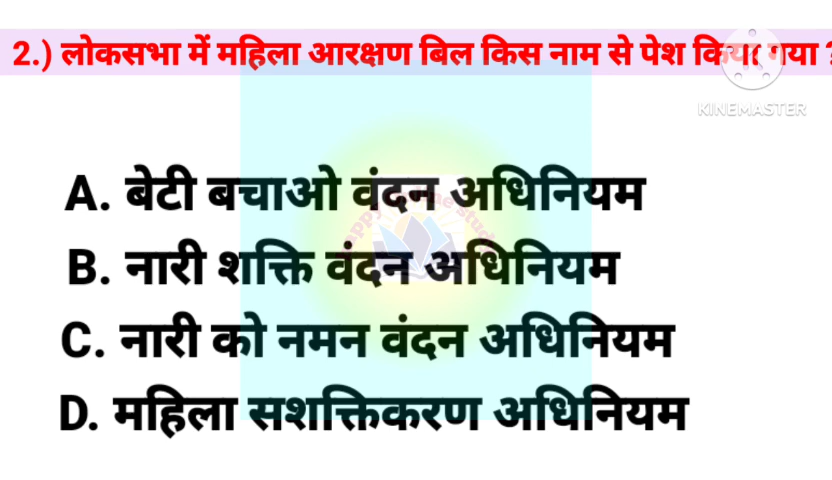 2.) लोकसभा में महिला आरक्षण बिल किस नाम से पेश किया गया ?
KINEMASTER
A. बेटी बचाओ वंदन अधिनियम
B. नारी शक्ति वंदन अधिनियम
C. नारी को नमन वंदन अधिनियम
D. महिला सशक्तिकरण अधिनियम